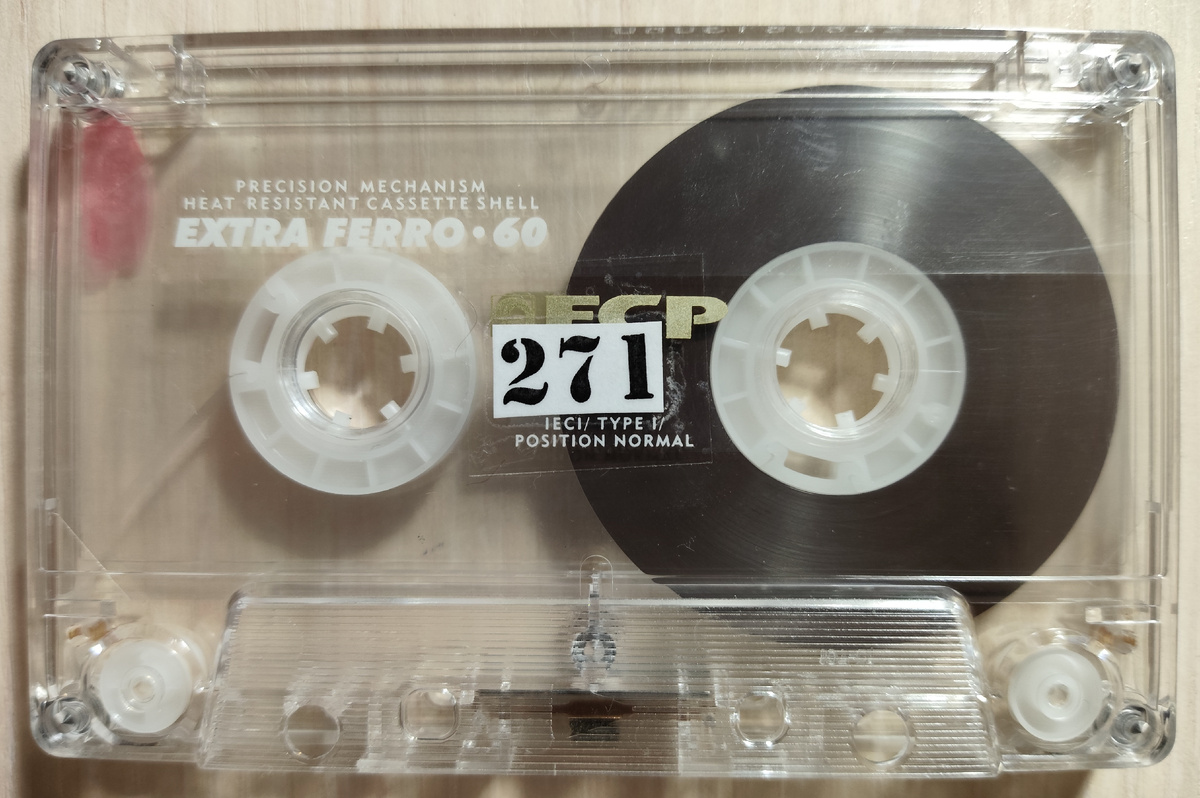 PRECISION MECHANISM
HEAT RESISTANT CASSETTE SHELL
EXTRA FERRO • 60
ECP
271
IECI/ TYPE I/
POSITION NORMAL